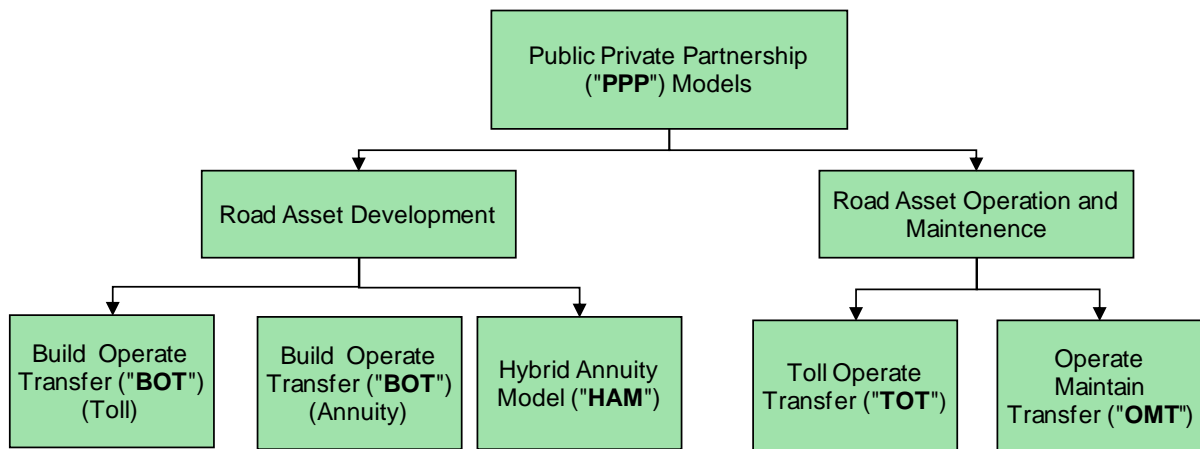 Public Private Partnership
("PPP") Models
Road Asset Development
Road Asset Operation and
Maintenence
Build Operate
Transfer ("BOT")
(Toll)
Build Operate
Transfer ("BOT")
(Annuity)
Hybrid Annuity
Model ("HAM")
Toll Operate
Transfer ("TOT")
Operate
Maintain
Transfer ("OMT")